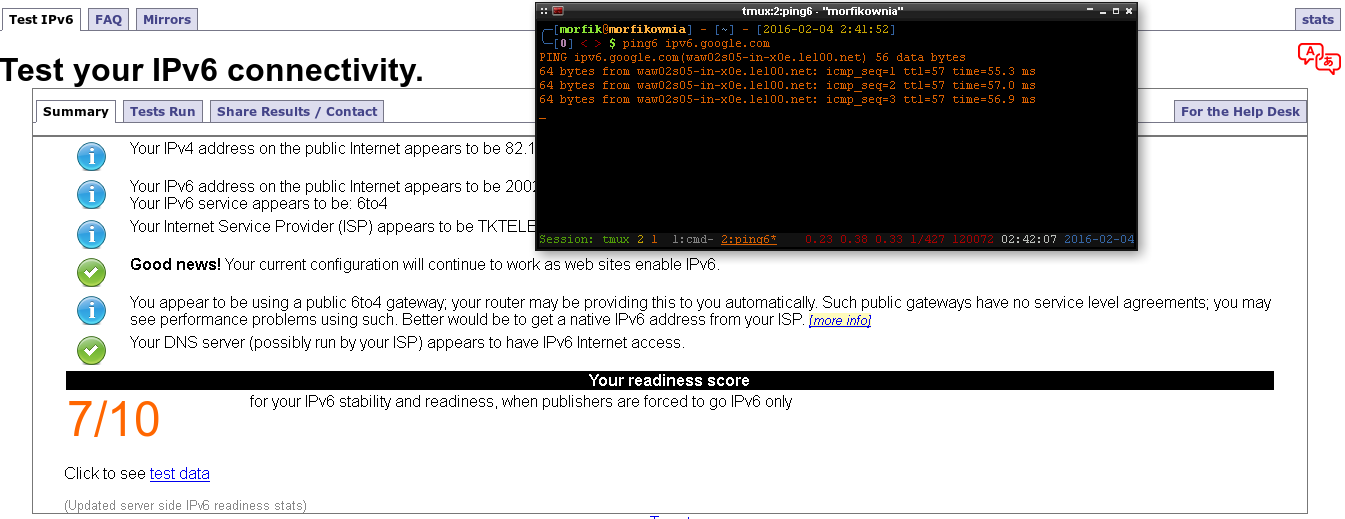 Test IPv6 FAQ Mirrors stats
Test your IPv6 connectivity.
Summary Tests Run Share Results / Contact For the Help Desk
Your IPv4 address on the public Internet appears to be 82.1
Your IPv6 address on the public Internet appears to be 2002
Your IPv6 service appears to be: 6to4
Your Internet Service Provider (ISP) appears to be TKTELE
Good news! Your current configuration will continue to work as web sites enable IPv6.
You appear to be using a public 6to4 gateway; your router may be providing this to you automatically. Such public gateways have no service level agreements; you may
see performance problems using such. Better would be to get a native IPv6 address from your ISP. [more info]
Your DNS server (possibly run by your ISP) appears to have IPv6 Internet access.
Your readiness score
7/10
for your IPv6 stability and readiness, when publishers are forced to go IPv6 only
Click to see test data
(Updated server side IPv6 readiness stats)
tmux:2:ping6 - "morfikownia"
[morfik@morfikownia] - [~] - [2016-02-04 2:41:52]
[0] <-> $ ping6 ipv6.google.com
PING ipv6.google.com(waw02s05-in-x0e.1e100.net) 56 data bytes
64 bytes from waw02s05-in-x0e.1e100.net: icmp_seq=1 ttl=57 time=55.3 ms
64 bytes from waw02s05-in-x0e.1e100.net: icmp_seq=2 ttl=57 time=57.0 ms
64 bytes from waw02s05-in-x0e.1e100.net: icmp_seq=3 ttl=57 time=56.9 ms
Session: tmux 2 1 1:cmd- 2:ping6* 0.23 0.38 0.33 1/427 120072 02:42:07 2016-02-04